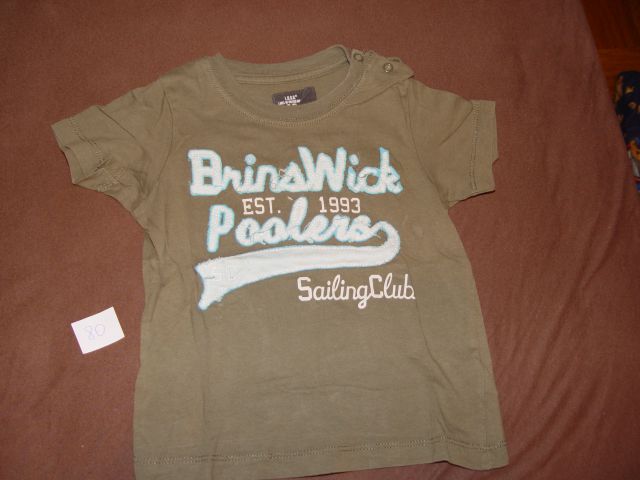 L.O.G.G.
BrinsWick
EST. 1993
Poolers
SailingClub
80